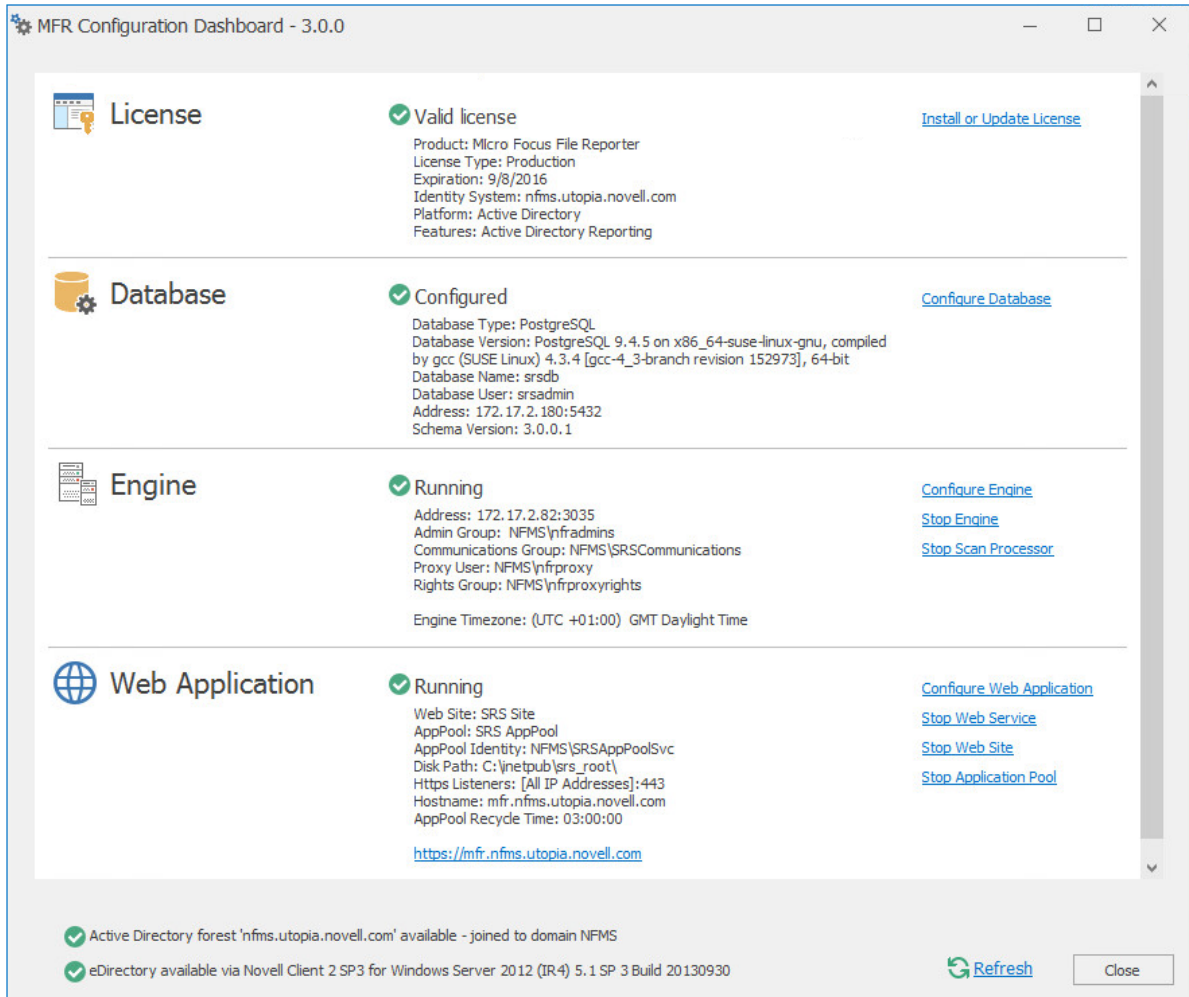 MFR Configuration Dashboard - 3.0.0
License
Valid license
Install or Update License
Product: Micro Focus File Reporter
License Type: Production
Expiration: 9/8/2016
Identity System: nfms.utopia.novell.com
Platform: Active Directory
Features: Active Directory Reporting
Database
Configured
Configure Database
Database Type: PostgreSQL
Database Version: PostgreSQL 9.4.5 on x86_64-suse-linux-gnu, compiled
by gcc (SUSE Linux) 4.3.4 [gcc-4_3-branch revision 152973], 64-bit
Database Name: srsdb
Database User: srsadmin
Address: 172.17.2.180:5432
Schema Version: 3.0.0.1
Engine
Running
Configure Engine
Address: 172.17.2.82:3035
Stop Engine
Admin Group: NFMS\nfradmins
Communications Group: NFMS\SRSCommunications
Stop Scan Processor
Proxy User: NFMS\nfrproxy
Rights Group: NFMS\nfrproxyrights
Engine Timezone: (UTC +01:00) GMT Daylight Time
Web Application
Running
Configure Web Application
Web Site: SRS Site
Stop Web Service
AppPool: SRS AppPool
AppPool Identity: NFMS\SRSAppPoolSvc
Stop Web Site
Disk Path: C:\inetpub\srs_root\
Https Listeners: [All IP Addresses]:443
Stop Application Pool
Hostname: mfr.nfms.utopia.novell.com
AppPool Recycle Time: 03:00:00
https://mfr.nfms.utopia.novell.com
Active Directory forest 'nfms.utopia.novell.com' available - joined to domain NFMS
eDirectory available via Novell Client 2 SP3 for Windows Server 2012 (IR4) 5.1 SP 3 Build 20130930
Refresh
Close